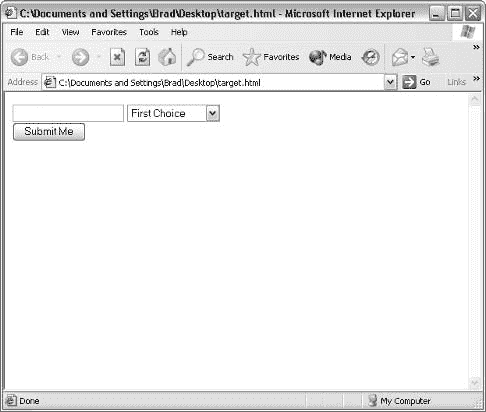 C:\Documents and Settings\Brad\Desktop\target.html - Microsoft Internet Explorer
File Edit View Favorites Tools Help
Back Search Favorites Media
Address C:\Documents and Settings\Brad\Desktop\target.html Go Links »
First Choice
Submit Me
Done My Computer